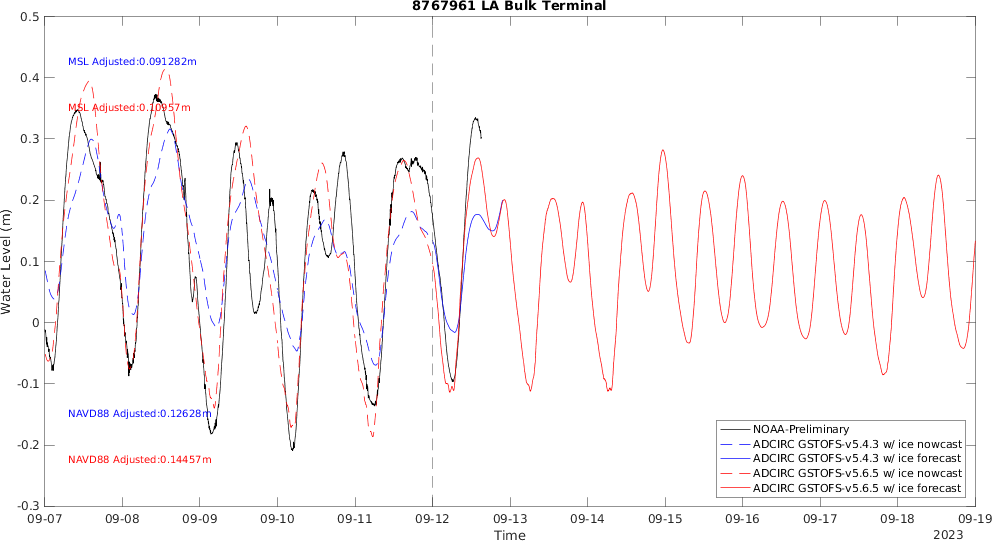 8767961 LA Bulk Terminal
0.5
0.4
0.3
0.2
0.1
0
-0.1
-0.2
-0.3
Water Level (m)
MSL Adjusted:0.091282m
MSL Adjusted:0.10957m
NAVD88 Adjusted:0.12628m
NAVD88 Adjusted:0.14457m
NOAA-Preliminary
ADCIRC GSTOFS-v5.4.3 w/ ice nowcast
ADCIRC GSTOFS-v5.4.3 w/ ice forecast
ADCIRC GSTOFS-v5.6.5 w/ ice nowcast
ADCIRC GSTOFS-v5.6.5 w/ ice forecast
09-07 09-08 09-09 09-10 09-11 09-12 09-13 09-14 09-15 09-16 09-17 09-18 09-19
Time
2023